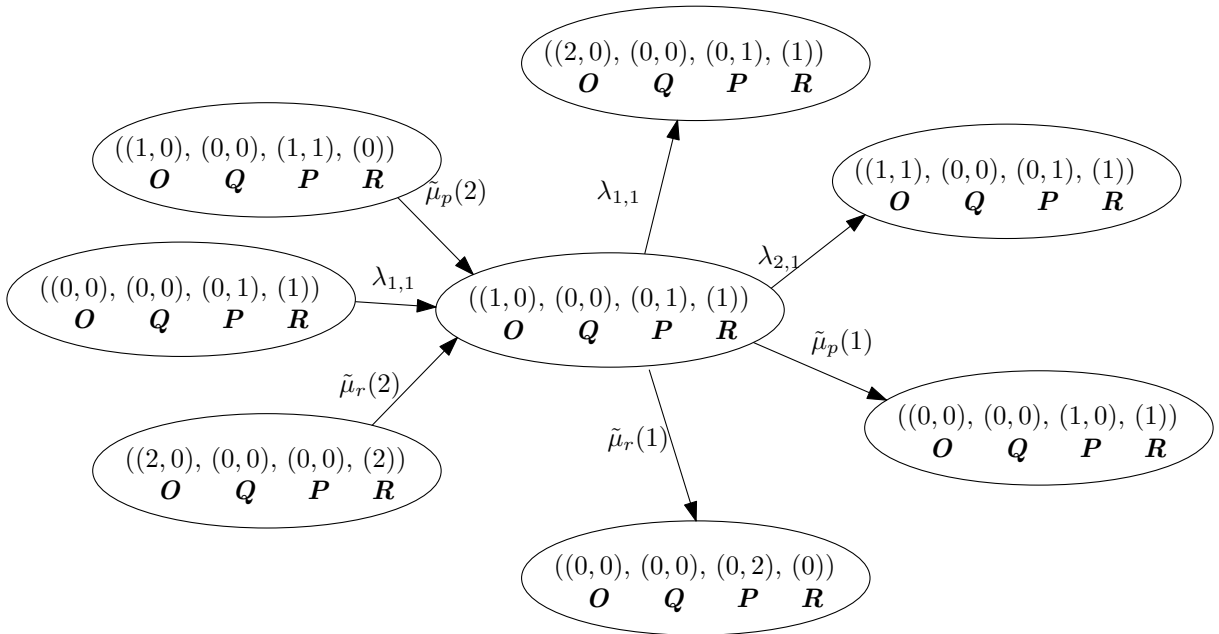 ((2, 0), (0, 0), (0, 1), (1))
O Q P R
((1, 0), (0, 0), (1, 1), (0))
O Q P R
μ̃p(2)
λ1,1
((1, 1), (0, 0), (0, 1), (1))
O Q P R
λ2,1
((0, 0), (0, 0), (0, 1), (1))
O Q P R
λ1,1
((1, 0), (0, 0), (0, 1), (1))
O Q P R
μ̃p(1)
μ̃r(2)
((0, 0), (0, 0), (1, 0), (1))
O Q P R
μ̃r(1)
((2, 0), (0, 0), (0, 0), (2))
O Q P R
((0, 0), (0, 0), (0, 2), (0))
O Q P R